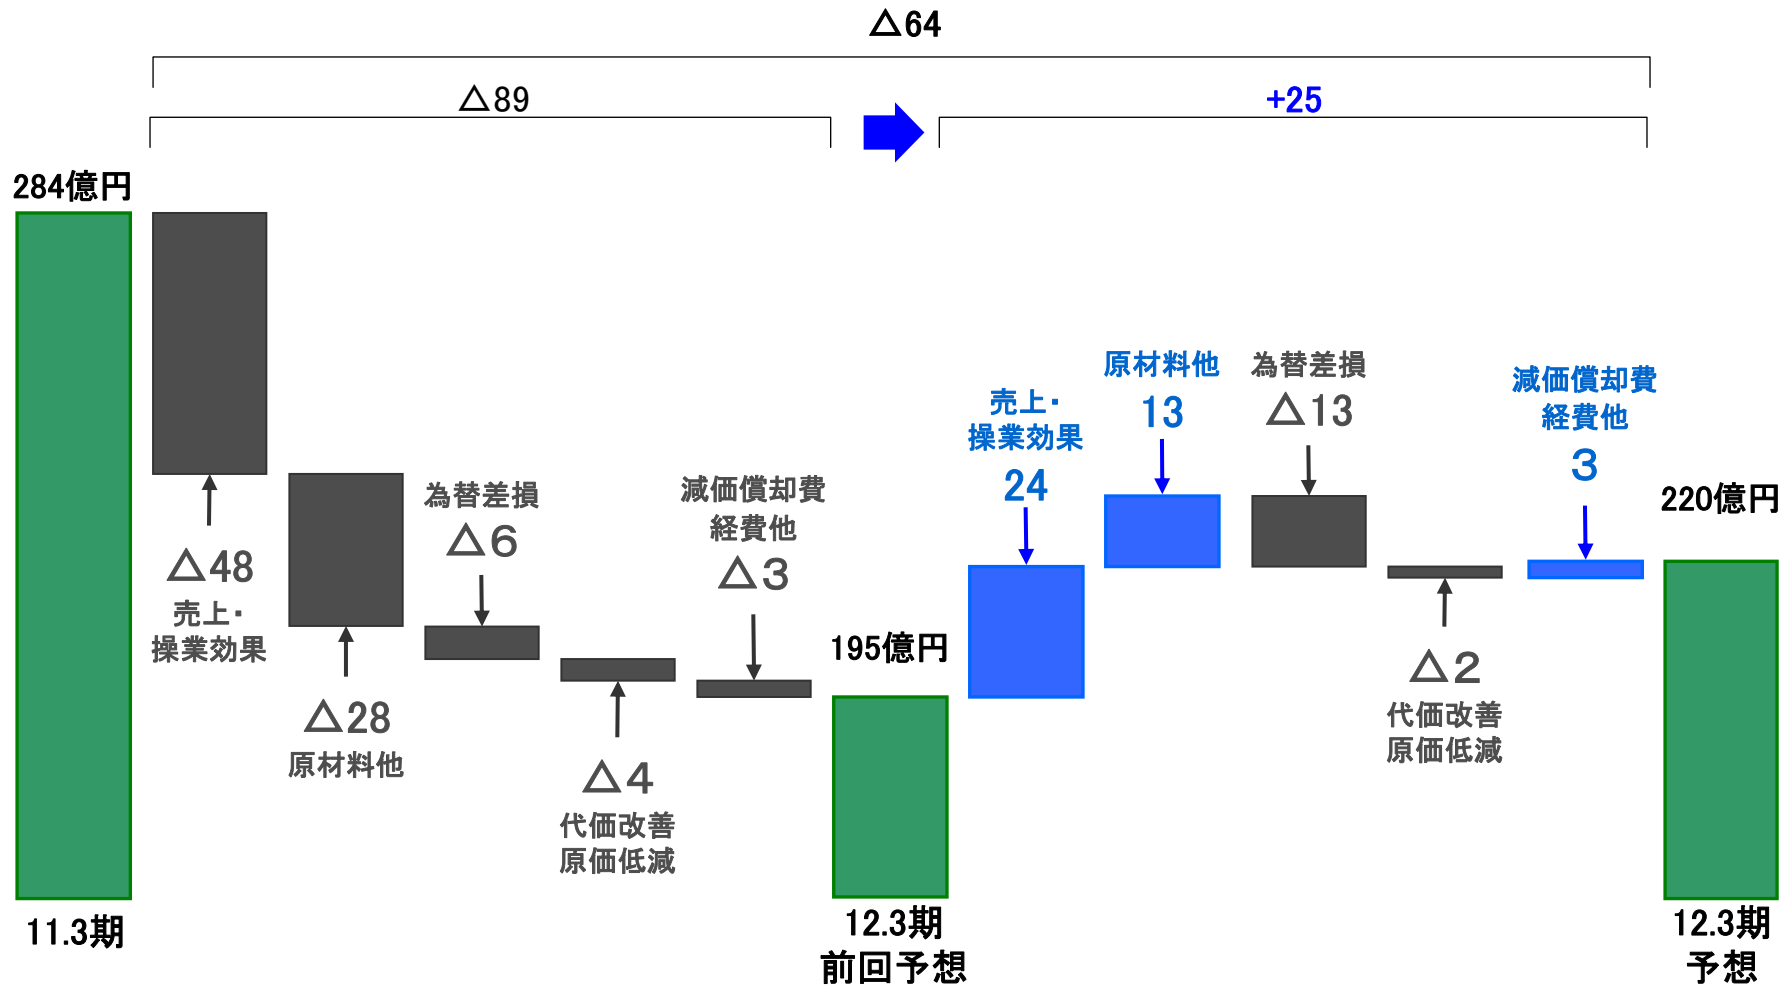 △64
△89
+25
284億円
△48
売上・
操業効果
△28
原材料他
為替差損
△6
△4
代価改善
原価低減
減価償却費
経費他
△3
195億円
売上・
操業効果
24
原材料他
13
為替差損
△13
△2
代価改善
原価低減
減価償却費
経費他
3
220億円
11.3期
12.3期
前回予想
12.3期
予想